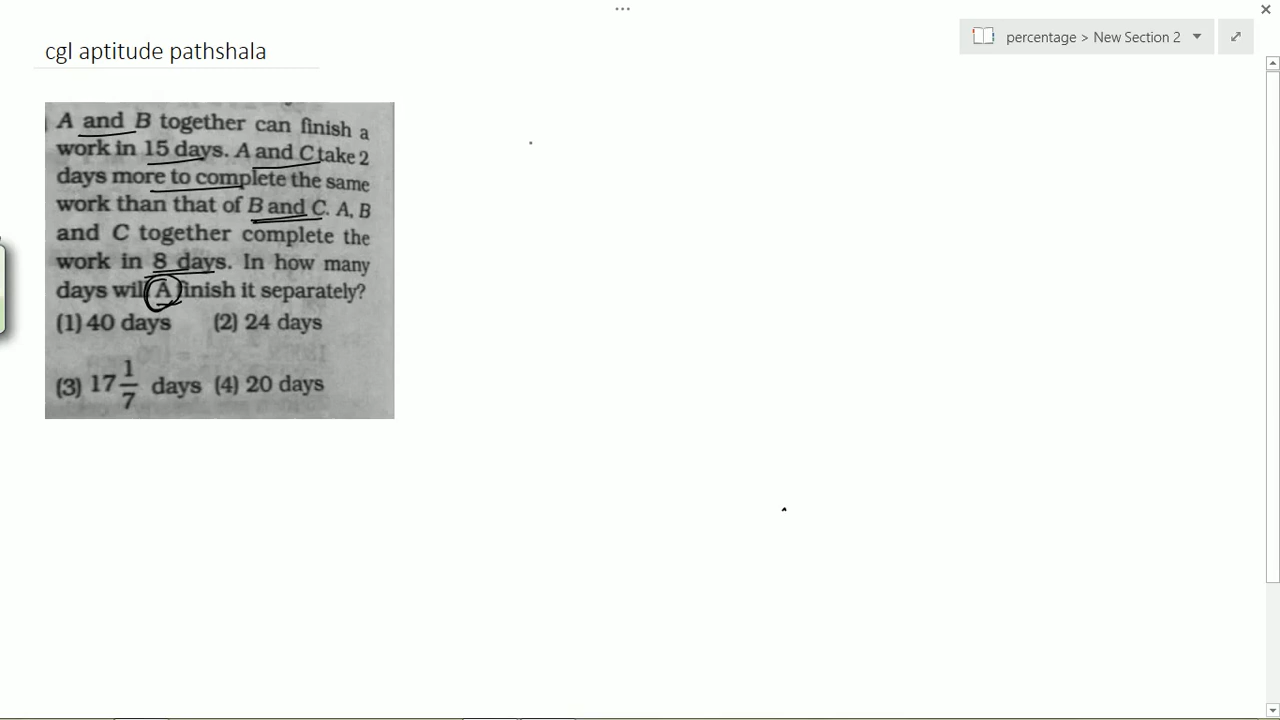 cgl aptitude pathshala
percentage > New Section 2
A and B together can finish a
work in 15 days. A and C take 2
days more to complete the same
work than that of B and C. A, B
and C together complete the
work in 8 days. In how many
days will A finish it separately?
(1) 40 days (2) 24 days
(3) 17 1/7 days (4) 20 days